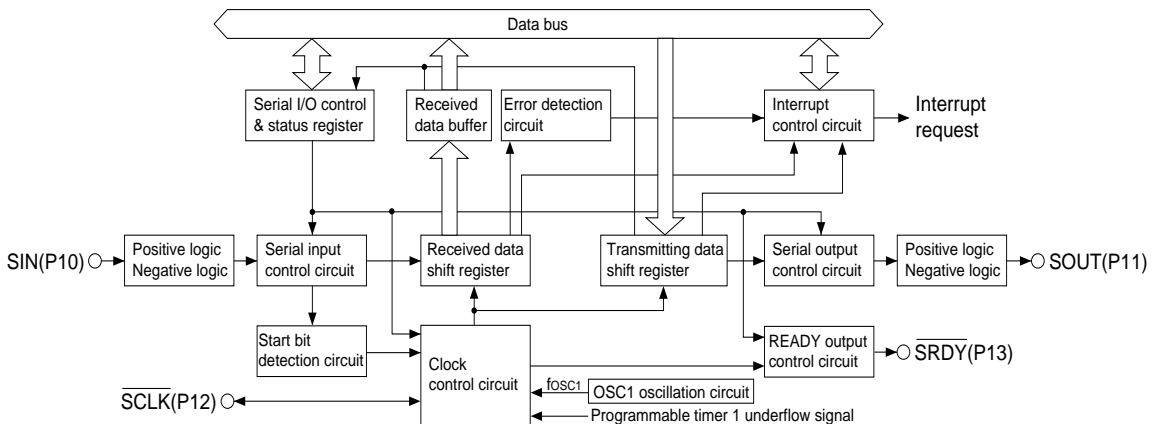 Data bus
Serial I/O control
& status register
Received
data buffer
Error detection
circuit
Interrupt
control circuit
Interrupt
request
SIN(P10)
Positive logic
Negative logic
Serial input
control circuit
Received data
shift register
Transmitting data
shift register
Serial output
control circuit
Positive logic
Negative logic
SOUT(P11)
Start bit
detection circuit
Clock
control circuit
READY output
control circuit
SRDY(P13)
SCLK(P12)
fOSC1
OSC1 oscillation circuit
Programmable timer 1 underflow signal